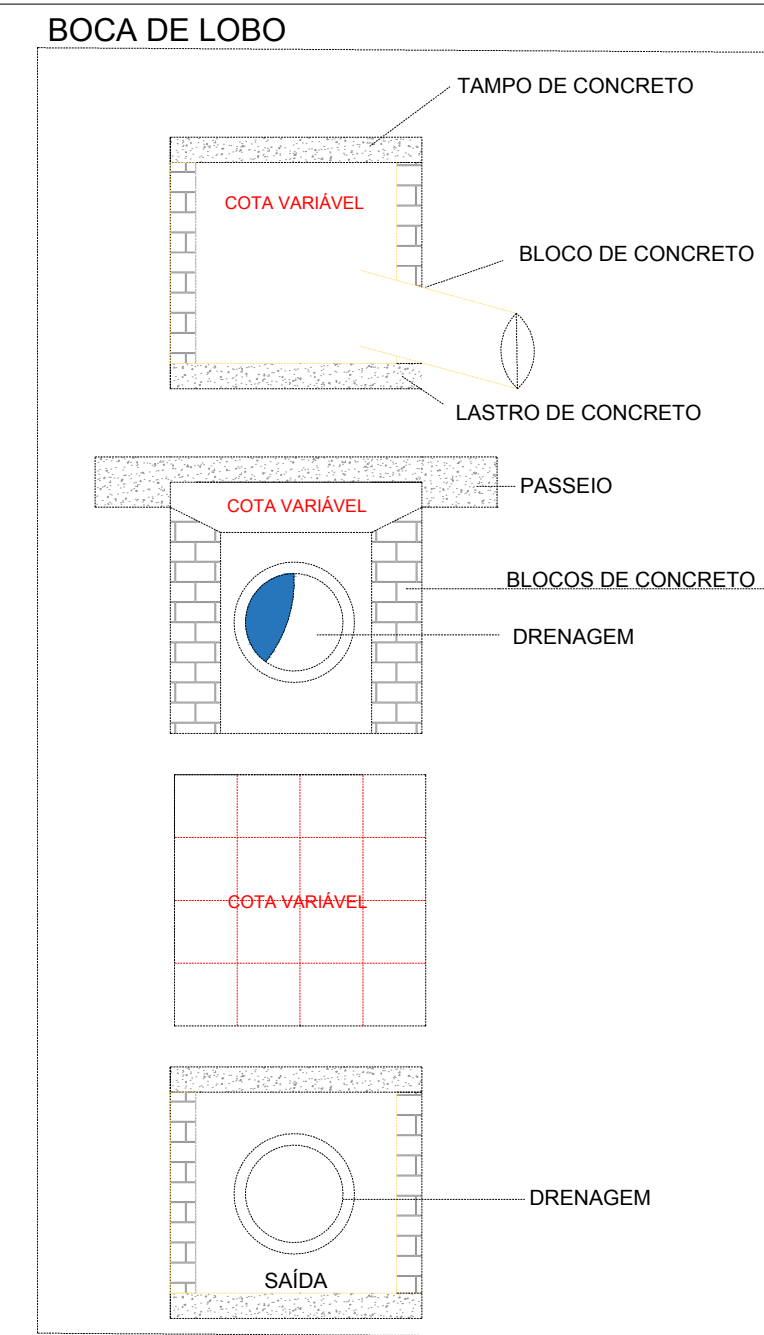 BOCA DE LOBO
TAMPO DE CONCRETO
COTA VARIÁVEL
BLOCO DE CONCRETO
LASTRO DE CONCRETO
PASSEIO
COTA VARIÁVEL
BLOCOS DE CONCRETO
DRENAGEM
COTA VARIÁVEL
DRENAGEM
SAÍDA